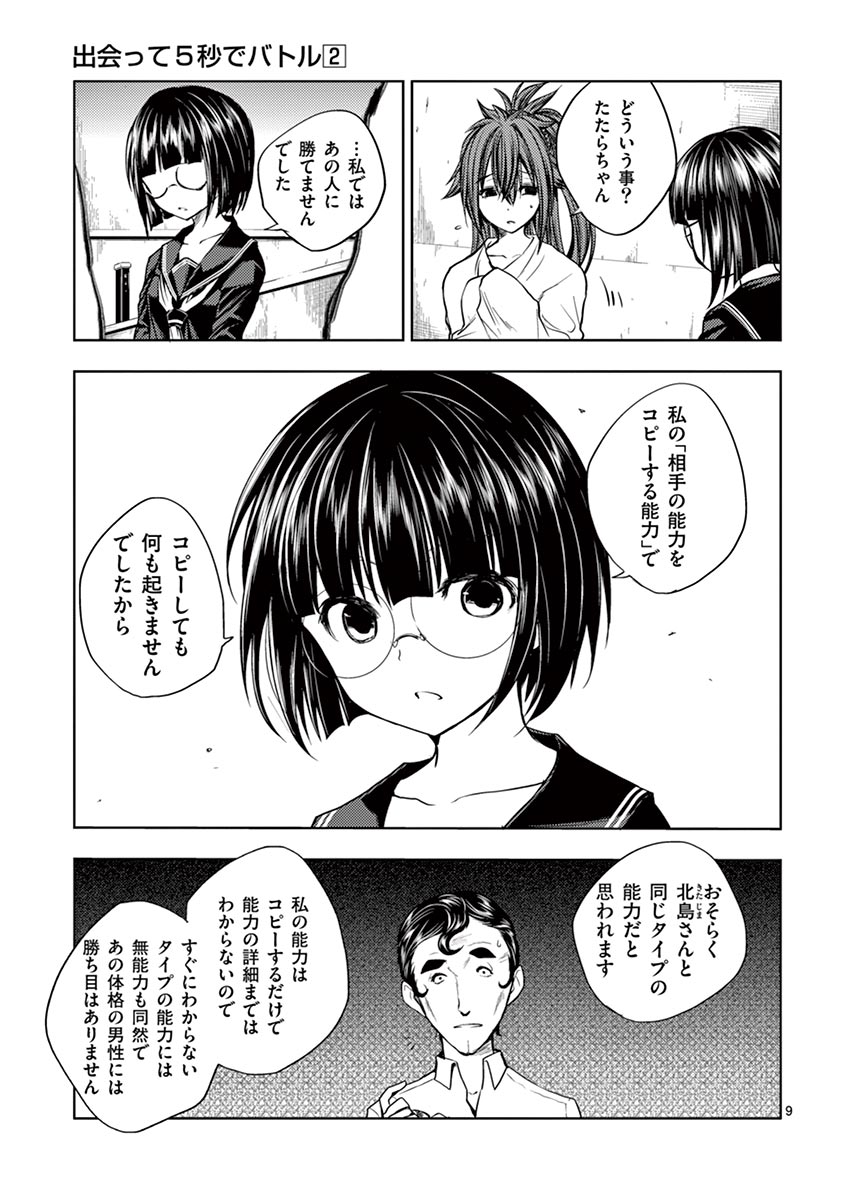 出会って5秒でバトル2
どういう事?
たたらちゃん
…私では
あの人に
勝てません
でした
私の「相手の能力を
コピーする能力」で
コピーしても
何も起きません
でしたから
おそらく
北島さんと
きたじま
同じタイプの
能力だと
思われます
私の能力は
コピーするだけで
能力の詳細までは
わからないので
すぐにわからない
タイプの能力には
無能力も同然で
あの体格の男性には
勝ち目はありません
9